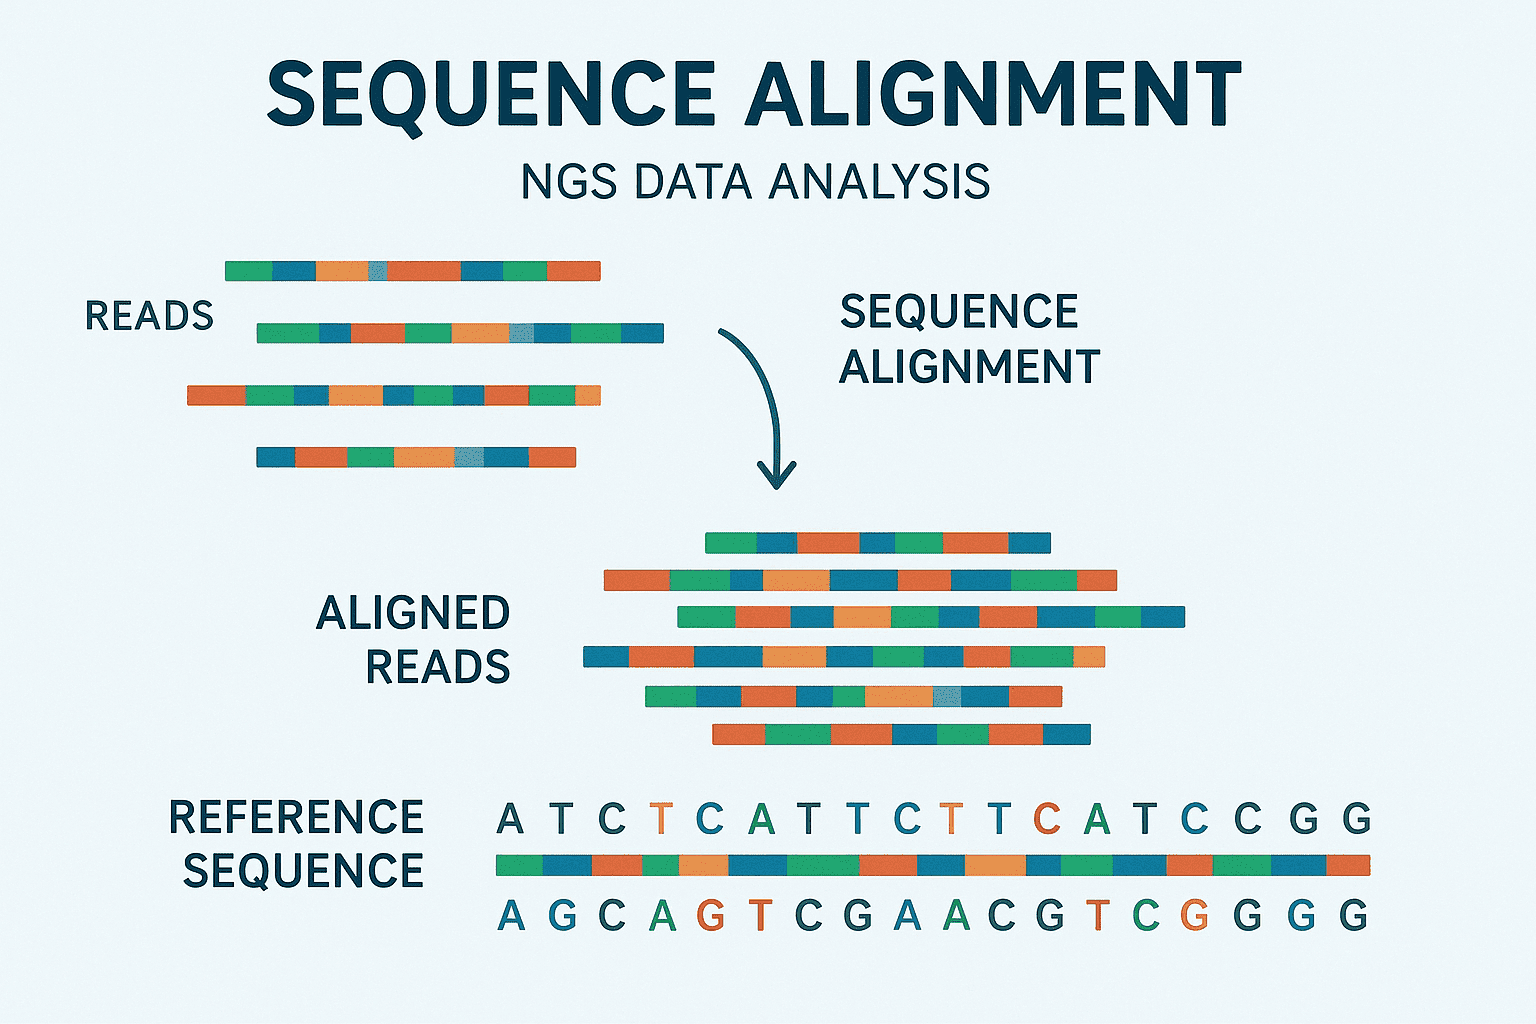 SEQUENCE ALIGNMENT
NGS DATA ANALYSIS
READS
SEQUENCE
ALIGNMENT
ALIGNED
READS
REFERENCE
SEQUENCE
A T C T C A T T C T T C A T C C G G
A G C A G T C G A A C G T C G G G G